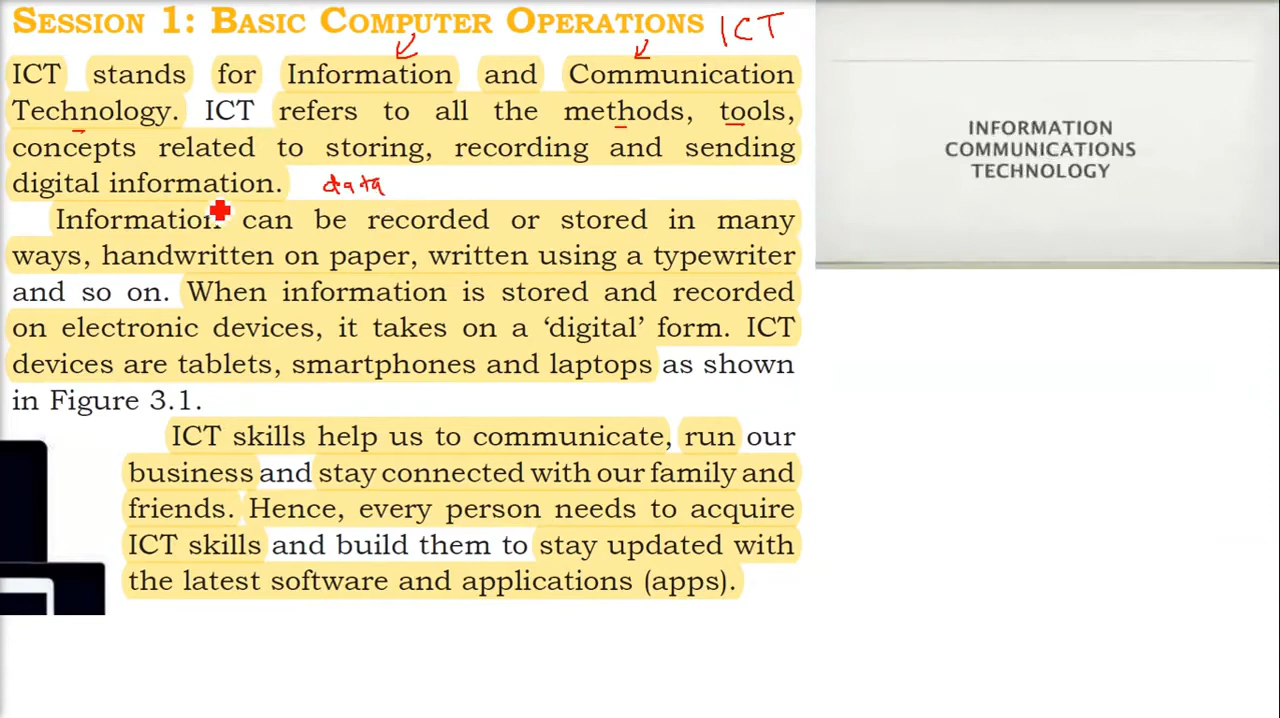 SESSION 1: BASIC COMPUTER OPERATIONS ICT
ICT stands for Information and Communication
Technology. ICT refers to all the methods, tools,
concepts related to storing, recording and sending
digital information. data
Information can be recorded or stored in many
ways, handwritten on paper, written using a typewriter
and so on. When information is stored and recorded
on electronic devices, it takes on a ‘digital’ form. ICT
devices are tablets, smartphones and laptops as shown
in Figure 3.1.
ICT skills help us to communicate, run our
business and stay connected with our family and
friends. Hence, every person needs to acquire
ICT skills and build them to stay updated with
the latest software and applications (apps).
INFORMATION
COMMUNICATIONS
TECHNOLOGY